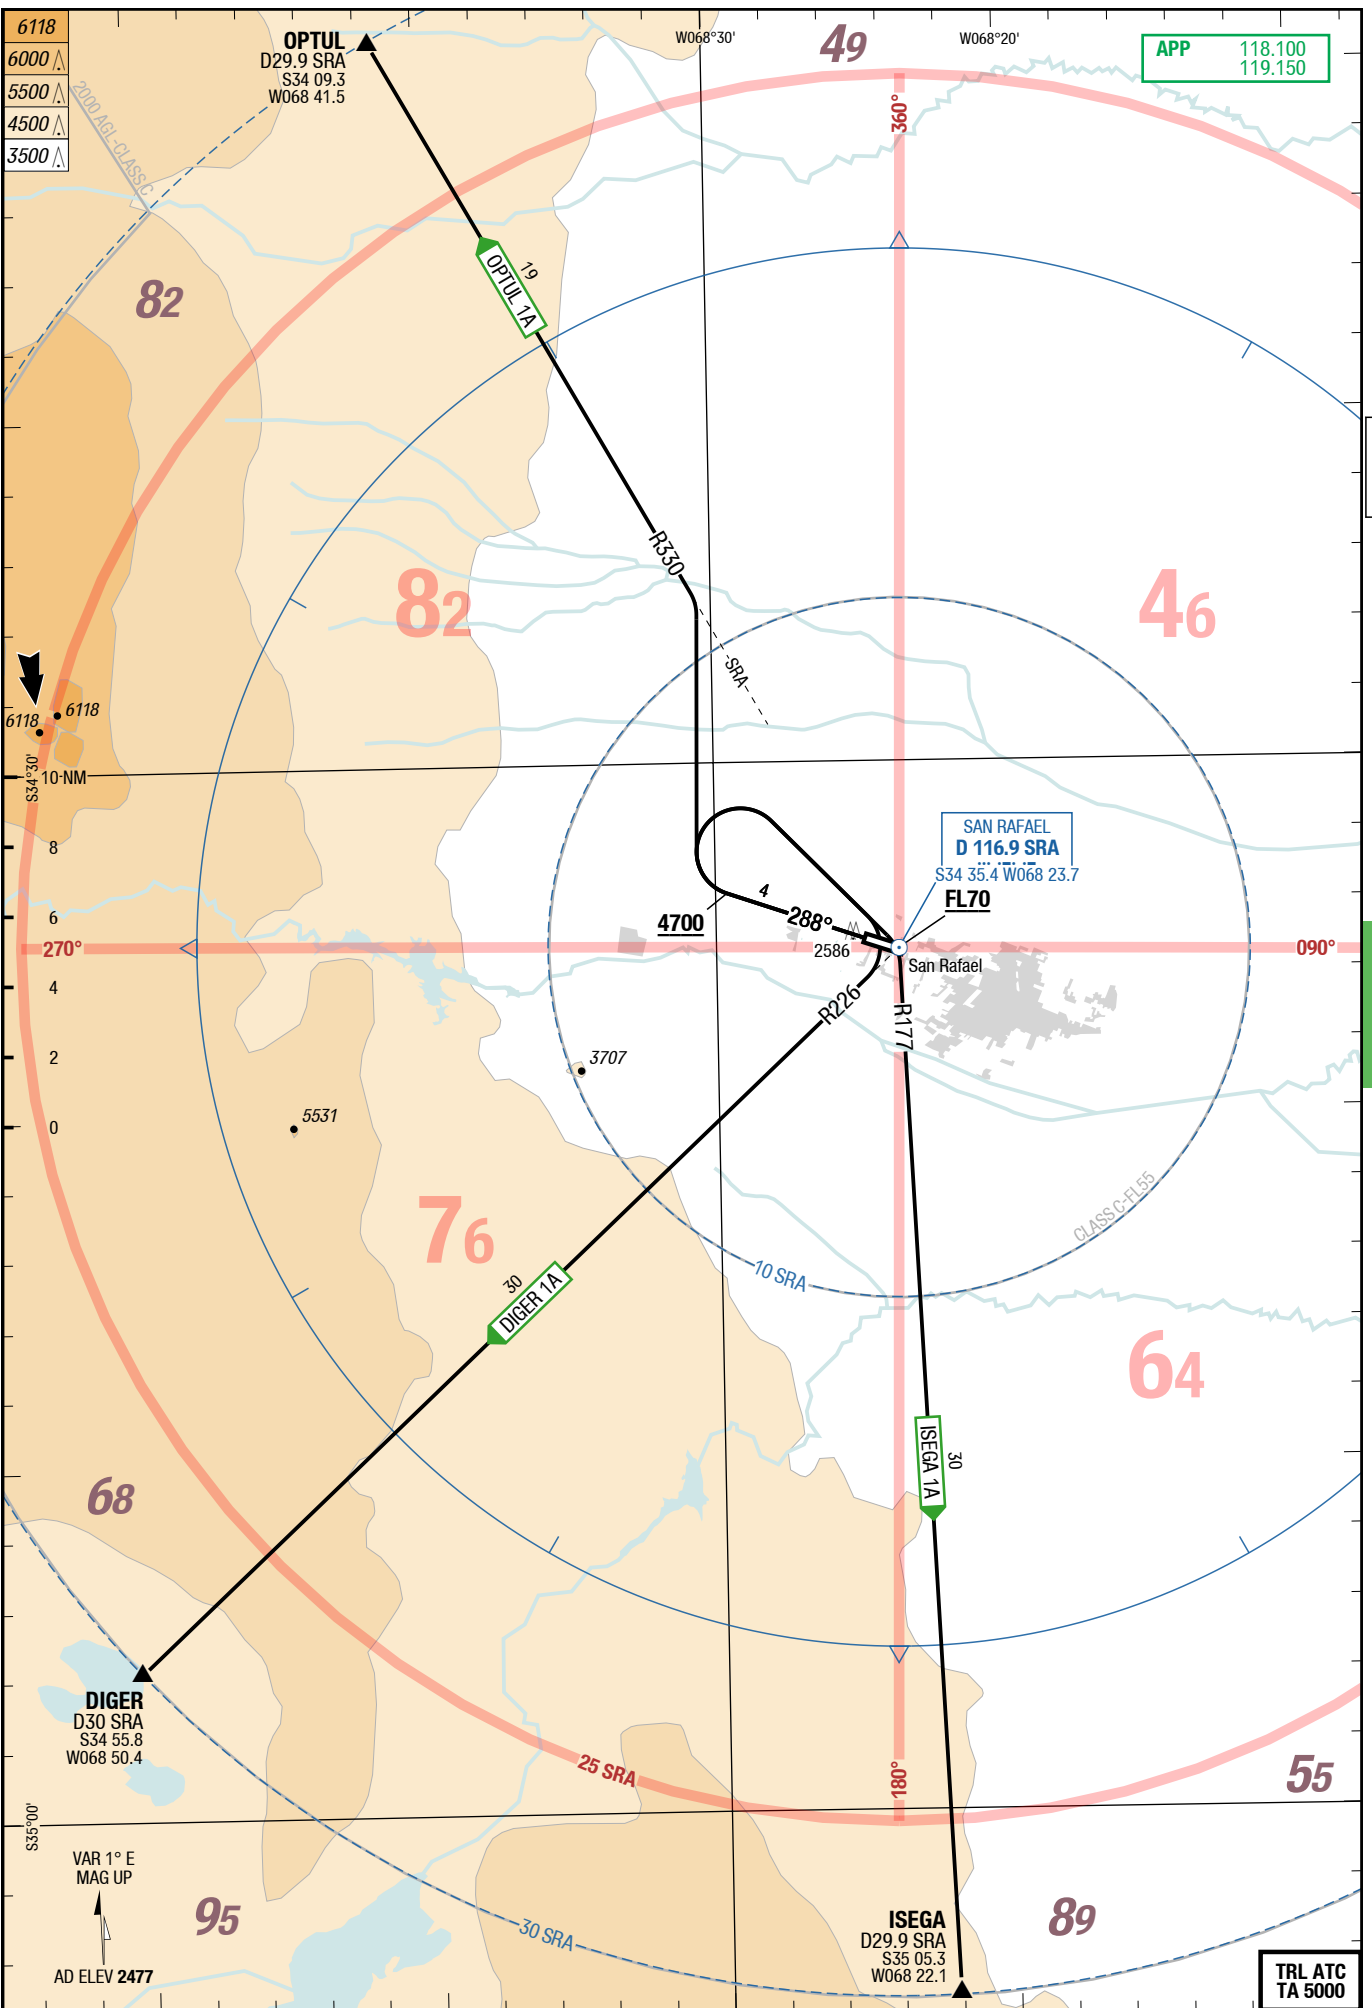 6118
6000
5500
4500
3500
OPTUL
D29.9 SRA
S34 09.3
W068 41.5
W068°30'
49
W068°20'
APP 118.100
119.150
2000 AGL-CLASS C
360°
82
19
OPTUL 1A
R330
82
46
SRA
6118
6118
S34°30'
10 NM
8
6
4
2
0
SAN RAFAEL
D 116.9 SRA
S34 35.4 W068 23.7
FL70
4
4700
288°
2586
San Rafael
270°
090°
R226
R177
3707
5531
CLASS C-FL55
76
10 SRA
30
DIGER 1A
64
ISEGA 1A
30
68
DIGER
D30 SRA
S34 55.8
W068 50.4
25 SRA
180°
55
S35°00'
VAR 1° E
MAG UP
95
30 SRA
89
ISEGA
D29.9 SRA
S35 05.3
W068 22.1
AD ELEV 2477
TRL ATC
TA 5000